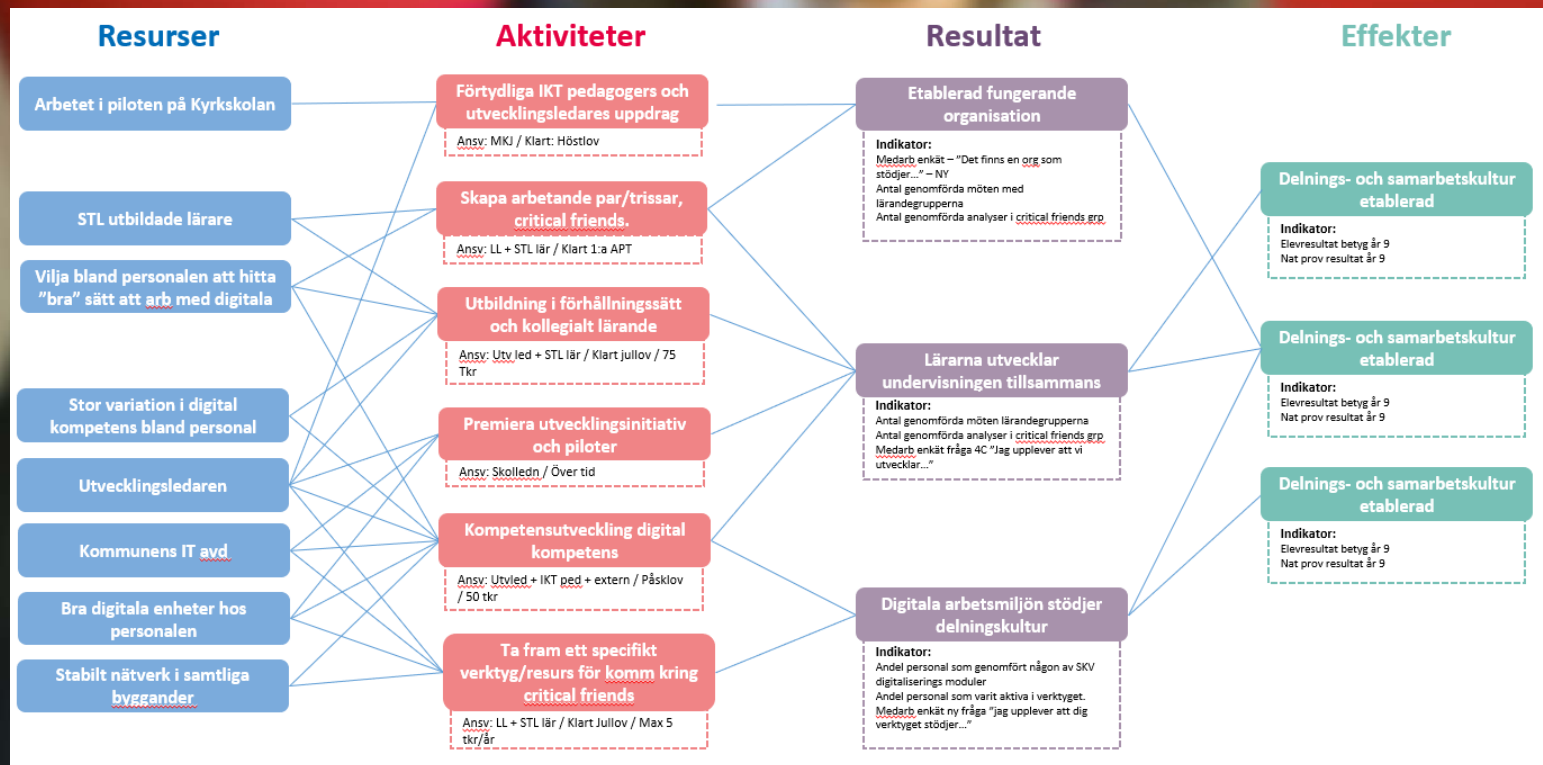 Resurser
Arbetet i piloten på Kyrkskolan
STL utbildade lärare
Vilja bland personalen att hitta
"bra" sätt att arb med digitala
Stor variation i digital
kompetens bland personal
Utvecklingsledaren
Kommunens IT avd
Bra digitala enheter hos
personalen
Stabilt nätverk i samtliga
byggander
Aktiviteter
Förtydliga IKT pedagogers och
utvecklingsledares uppdrag
Ansv: MKJ / Klart: Höstlov
Skapa arbetande par/trissar,
critical friends.
Ansv: LL + STL lär / Klart 1:a APT
Utbildning i förhållningssätt
och kollegialt lärande
Ansv: Utv led + STL lär / Klart jullov / 75
Tkr
Premiera utvecklingsinitiativ
och piloter
Ansv: Skolledn / Över tid
Kompetensutveckling digital
kompetens
Ansv: Utvled + IKT ped + extern / Påsklov
/ 50 tkr
Ta fram ett specifikt
verktyg/resurs för komm kring
critical friends
Ansv: LL + STL lär / Klart Jullov / Max 5
tkr/år
Resultat
Etablerad fungerande
organisation
Indikator:
Medarb enkät – "Det finns en org som
stödjer…" – NY
Antal genomförda möten med
lärandegrupperna
Antal genomförda analyser i critical friends grp
Lärarna utvecklar
undervisningen tillsammans
Indikator:
Antal genomförda möten lärandegrupperna
Antal genomförda analyser i critical friends grp
Medarb enkät fråga 4C "Jag upplever att vi
utvecklar…"
Digitala arbetsmiljön stödjer
delningskultur
Indikator:
Andel personal som genomfört någon av SKV
digitaliserings moduler
Andel personal som varit aktiva i verktyget.
Medarb enkät ny fråga "jag upplever att dig
verktyget stödjer…"
Effekter
Delnings- och samarbetskultur
etablerad
Indikator:
Elevresultat betyg år 9
Nat prov resultat år 9
Delnings- och samarbetskultur
etablerad
Indikator:
Elevresultat betyg år 9
Nat prov resultat år 9
Delnings- och samarbetskultur
etablerad
Indikator:
Elevresultat betyg år 9
Nat prov resultat år 9